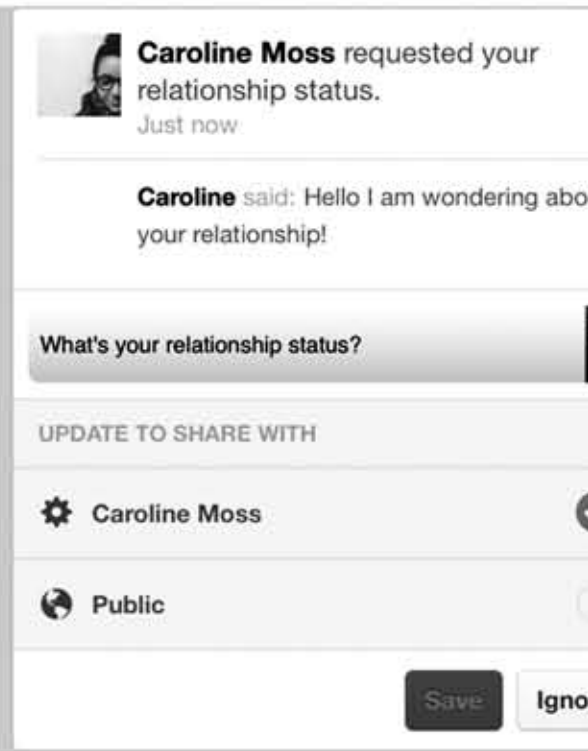 Caroline Moss requested your
relationship status.
Just now
Caroline said: Hello I am wondering abo
your relationship!
What's your relationship status?
UPDATE TO SHARE WITH
Caroline Moss
Public
Save Igno